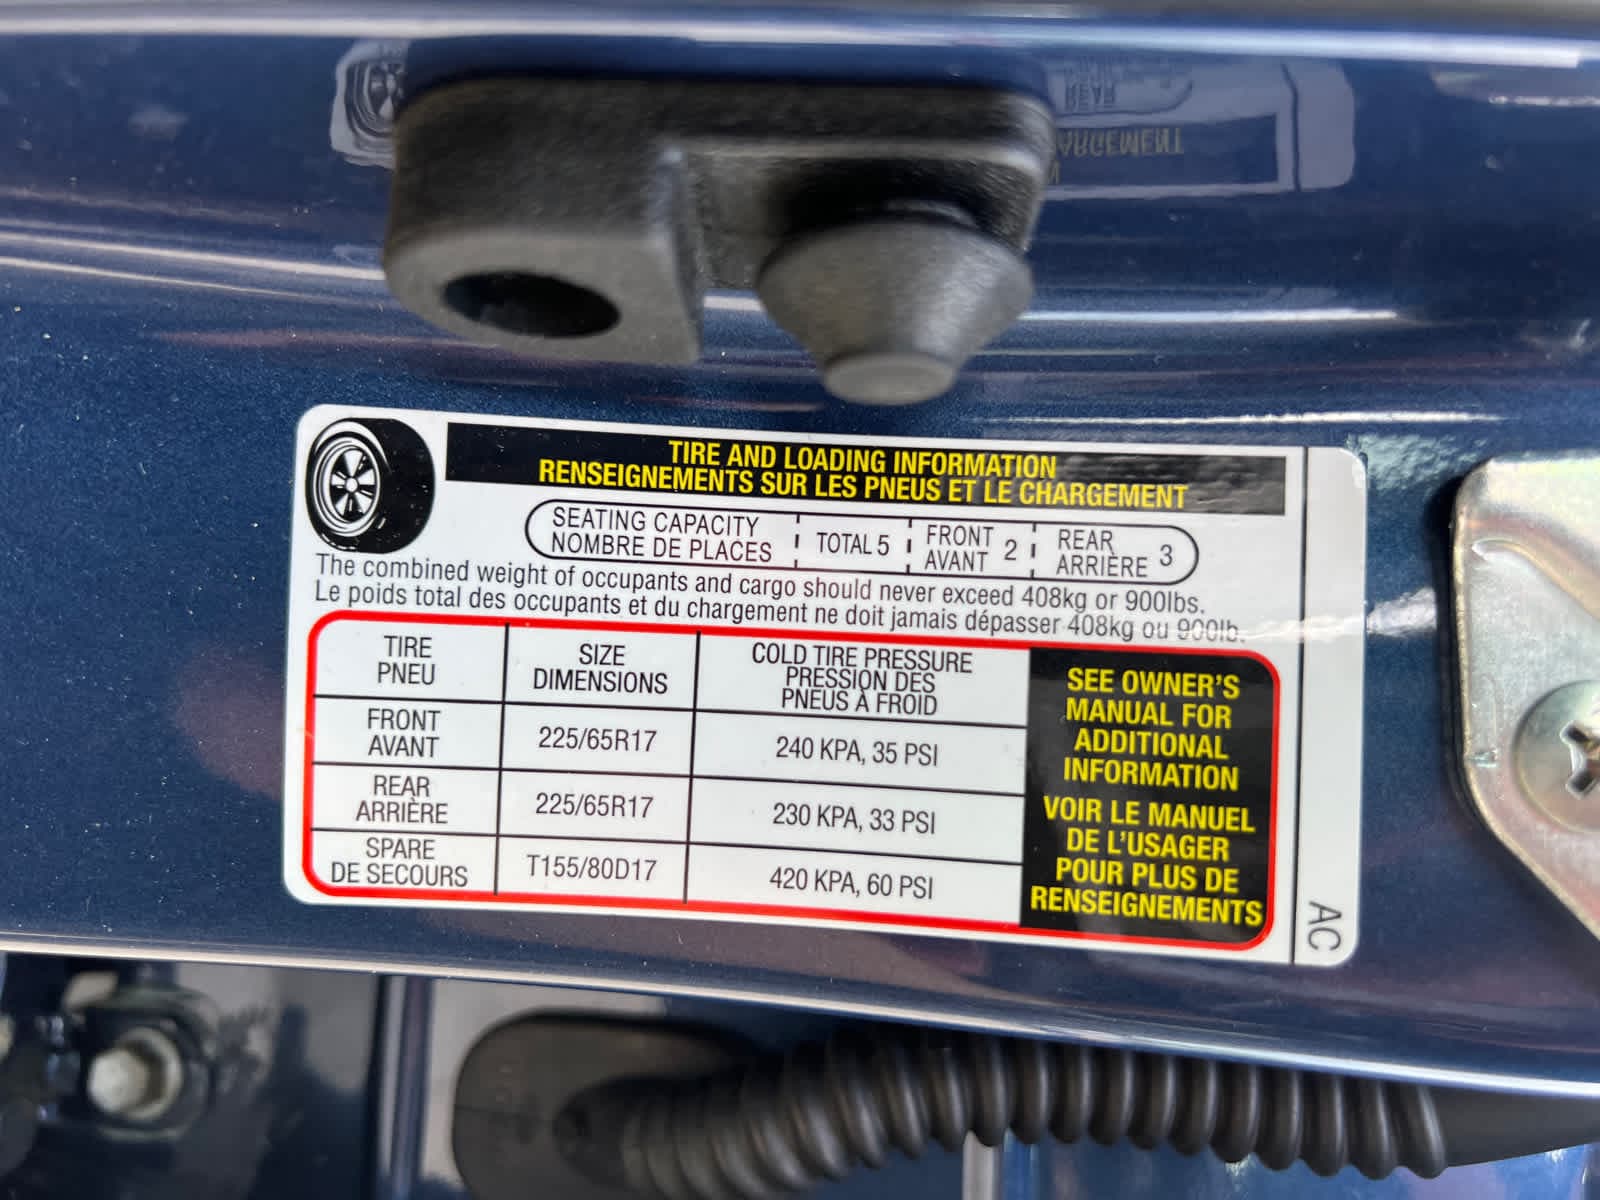 TIRE AND LOADING INFORMATION
RENSEIGNEMENTS SUR LES PNEUS ET LE CHARGEMENT
SEATING CAPACITY
NOMBRE DE PLACES
TOTAL 5
FRONT
AVANT 2
REAR
ARRIÈRE 3
The combined weight of occupants and cargo should never exceed 408kg or 900lbs.
Le poids total des occupants et du chargement ne doit jamais dépasser 408kg ou 900lb.
TIRE
PNEU
SIZE
DIMENSIONS
COLD TIRE PRESSURE
PRESSION DES
PNEUS À FROID
FRONT
AVANT
225/65R17
240 KPA, 35 PSI
REAR
ARRIÈRE
225/65R17
230 KPA, 33 PSI
SPARE
DE SECOURS
T155/80D17
420 KPA, 60 PSI
SEE OWNER'S
MANUAL FOR
ADDITIONAL
INFORMATION
VOIR LE MANUEL
DE L'USAGER
POUR PLUS DE
RENSEIGNEMENTS
AC